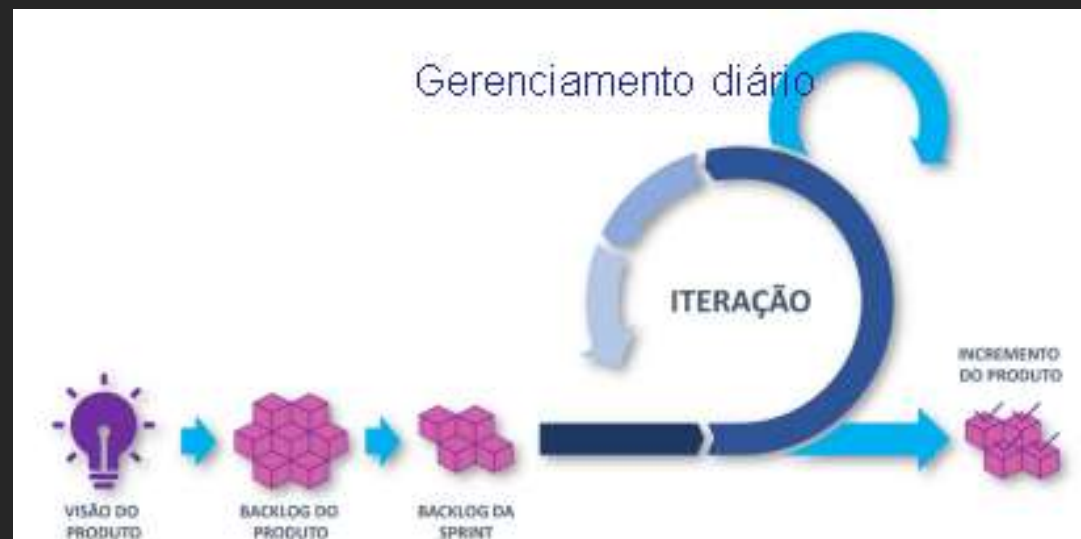 Gerenciamento diário
ITERAÇÃO
INCREMENTO
DO PRODUTO
VISÃO DO
PRODUTO
BACKLOG DO
PRODUTO
BACKLOG DA
SPRINT